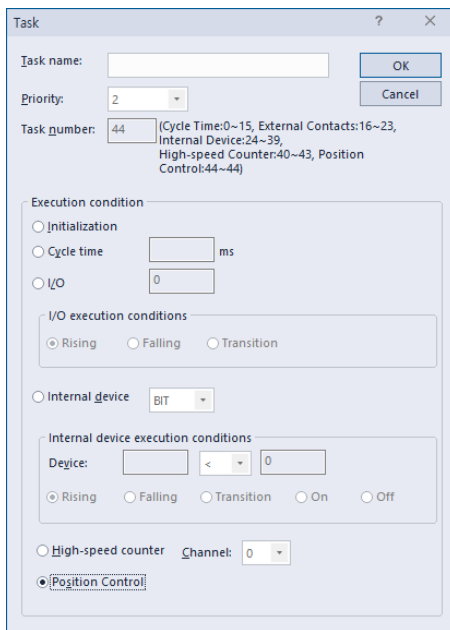 Task ? ×
Task name: OK
Priority: 2 Cancel
Task number: 44 (Cycle Time:0~15, External Contacts:16~23,
Internal Device:24~39,
High-speed Counter:40~43, Position
Control:44~44)
Execution condition
Initialization
Cycle time ms
I/O 0
I/O execution conditions
Rising Falling Transition
Internal device BIT
Internal device execution conditions
Device: < 0
Rising Falling Transition On Off
High-speed counter Channel: 0
Position Control